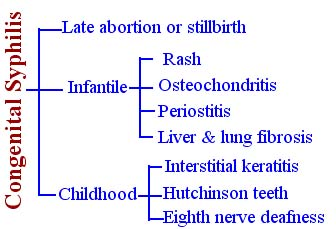 Congenital Syphilis
Late abortion or stillbirth
Infantile
Rash
Osteochondritis
Periostitis
Liver & lung fibrosis
Childhood
Interstitial keratitis
Hutchinson teeth
Eighth nerve deafness